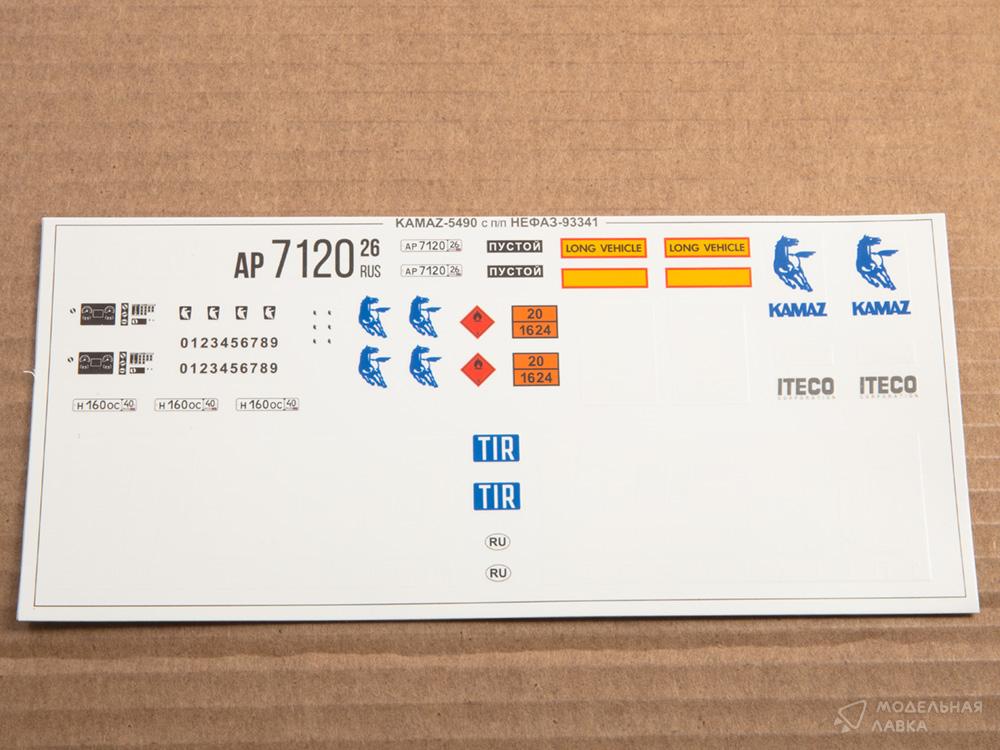 KAMAZ-5490 с п/п НЕФАЗ-93341
АР 7120 26 RUS
АР 7120 26
ПУСТОЙ
LONG VEHICLE
LONG VEHICLE
АР 7120 26
ПУСТОЙ
KAMAZ
KAMAZ
0123456789
20
1624
0123456789
20
1624
ITECO
CORPORATION
ITECO
CORPORATION
Н 160 ОС 40
Н 160 ОС 40
Н 160 ОС 40
TIR
TIR
RU
RU
МОДЕЛЬНАЯ
ЛАВКА